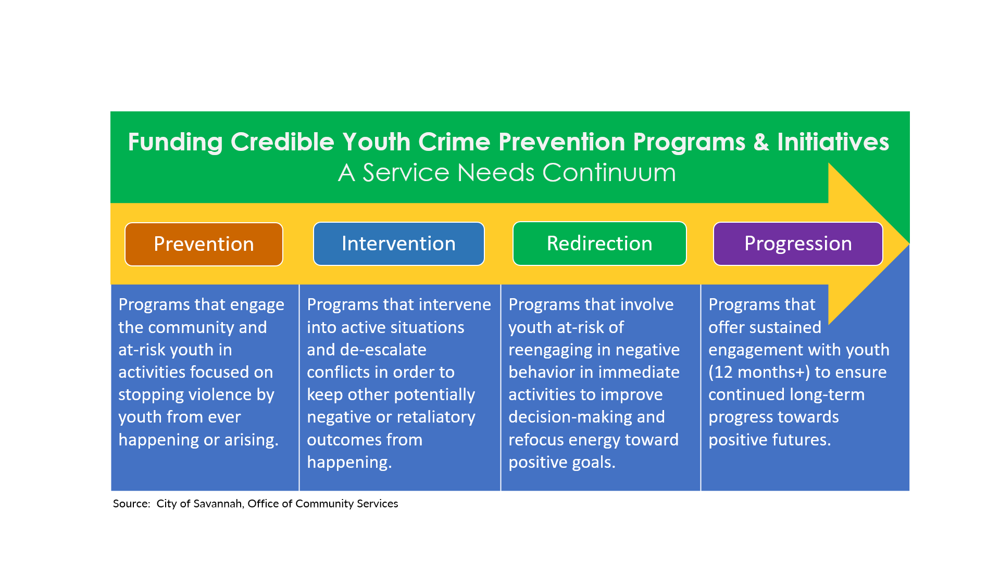 Funding Credible Youth Crime Prevention Programs & Initiatives
A Service Needs Continuum
Prevention
Intervention
Redirection
Progression
Programs that engage
the community and
at-risk youth in
activities focused on
stopping violence by
youth from ever
happening or arising.
Programs that intervene
into active situations
and de-escalate
conflicts in order to
keep other potentially
negative or retaliatory
outcomes from
happening.
Programs that involve
youth at-risk of
reengaging in negative
behavior in immediate
activities to improve
decision-making and
refocus energy toward
positive goals.
Programs that
offer sustained
engagement with youth
(12 months+) to ensure
continued long-term
progress towards
positive futures.
Source:  City of Savannah, Office of Community Services